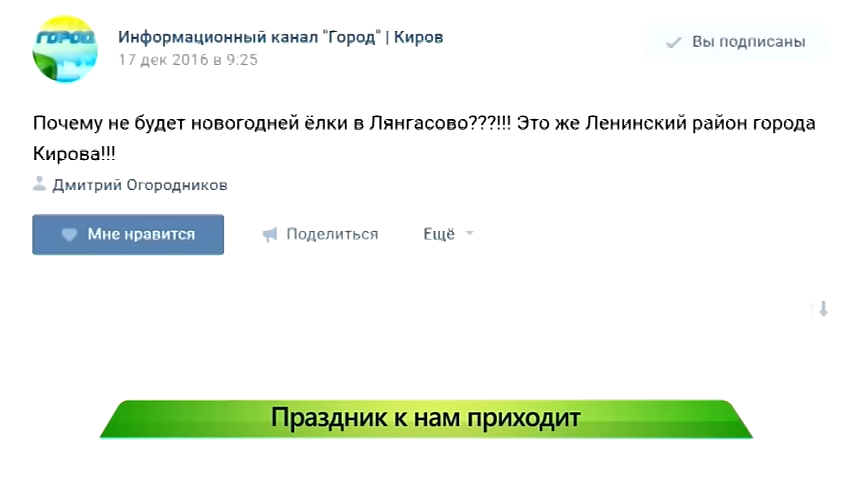 ГОРОД
Информационный канал "Город" | Киров
17 дек 2016 в 9:25
Вы подписаны
Почему не будет новогодней ёлки в Лянгасово???!!! Это же Ленинский район города
Кирова!!!
Дмитрий Огородников
Мне нравится
Поделиться
Ещё
Праздник к нам приходит